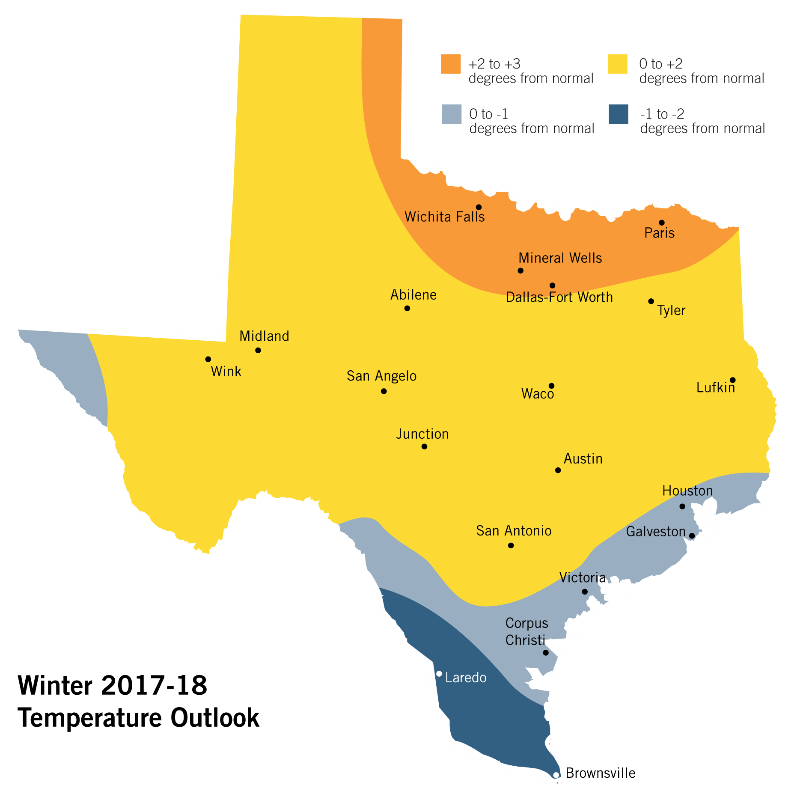 +2 to +3
degrees from normal
0 to +2
degrees from normal
0 to -1
degrees from normal
-1 to -2
degrees from normal
Wichita Falls
Paris
Mineral Wells
Dallas-Fort Worth
Abilene
Tyler
Midland
Wink
San Angelo
Waco
Lufkin
Junction
Austin
Houston
San Antonio
Galveston
Victoria
Corpus
Christi
Laredo
Brownsville
Winter 2017-18
Temperature Outlook